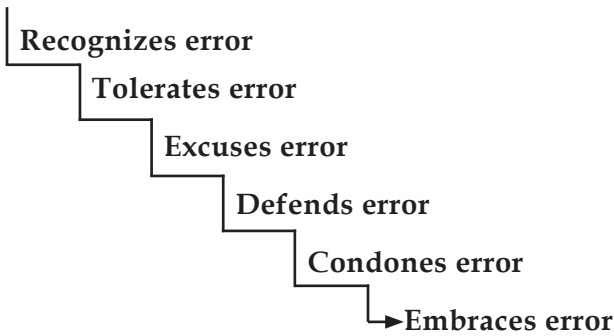 Recognizes error
Tolerates error
Excuses error
Defends error
Condones error
Embraces error